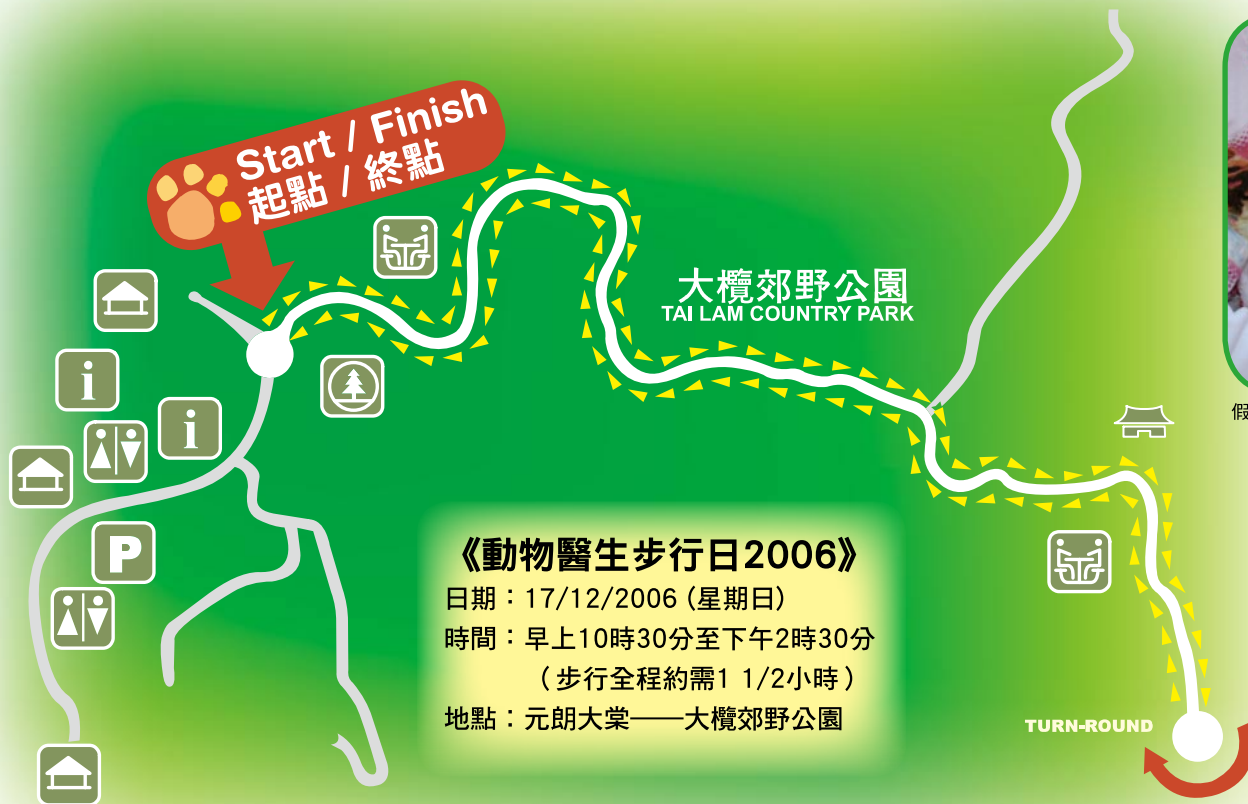 Start / Finish
起點 / 終點
大欖郊野公園
TAI LAM COUNTRY PARK
i
i
P
假
《動物醫生步行日2006》
日期：17/12/2006 (星期日)
時間：早上10時30分至下午2時30分
（步行全程約需1 1/2小時）
地點：元朗大棠——大欖郊野公園
TURN-ROUND